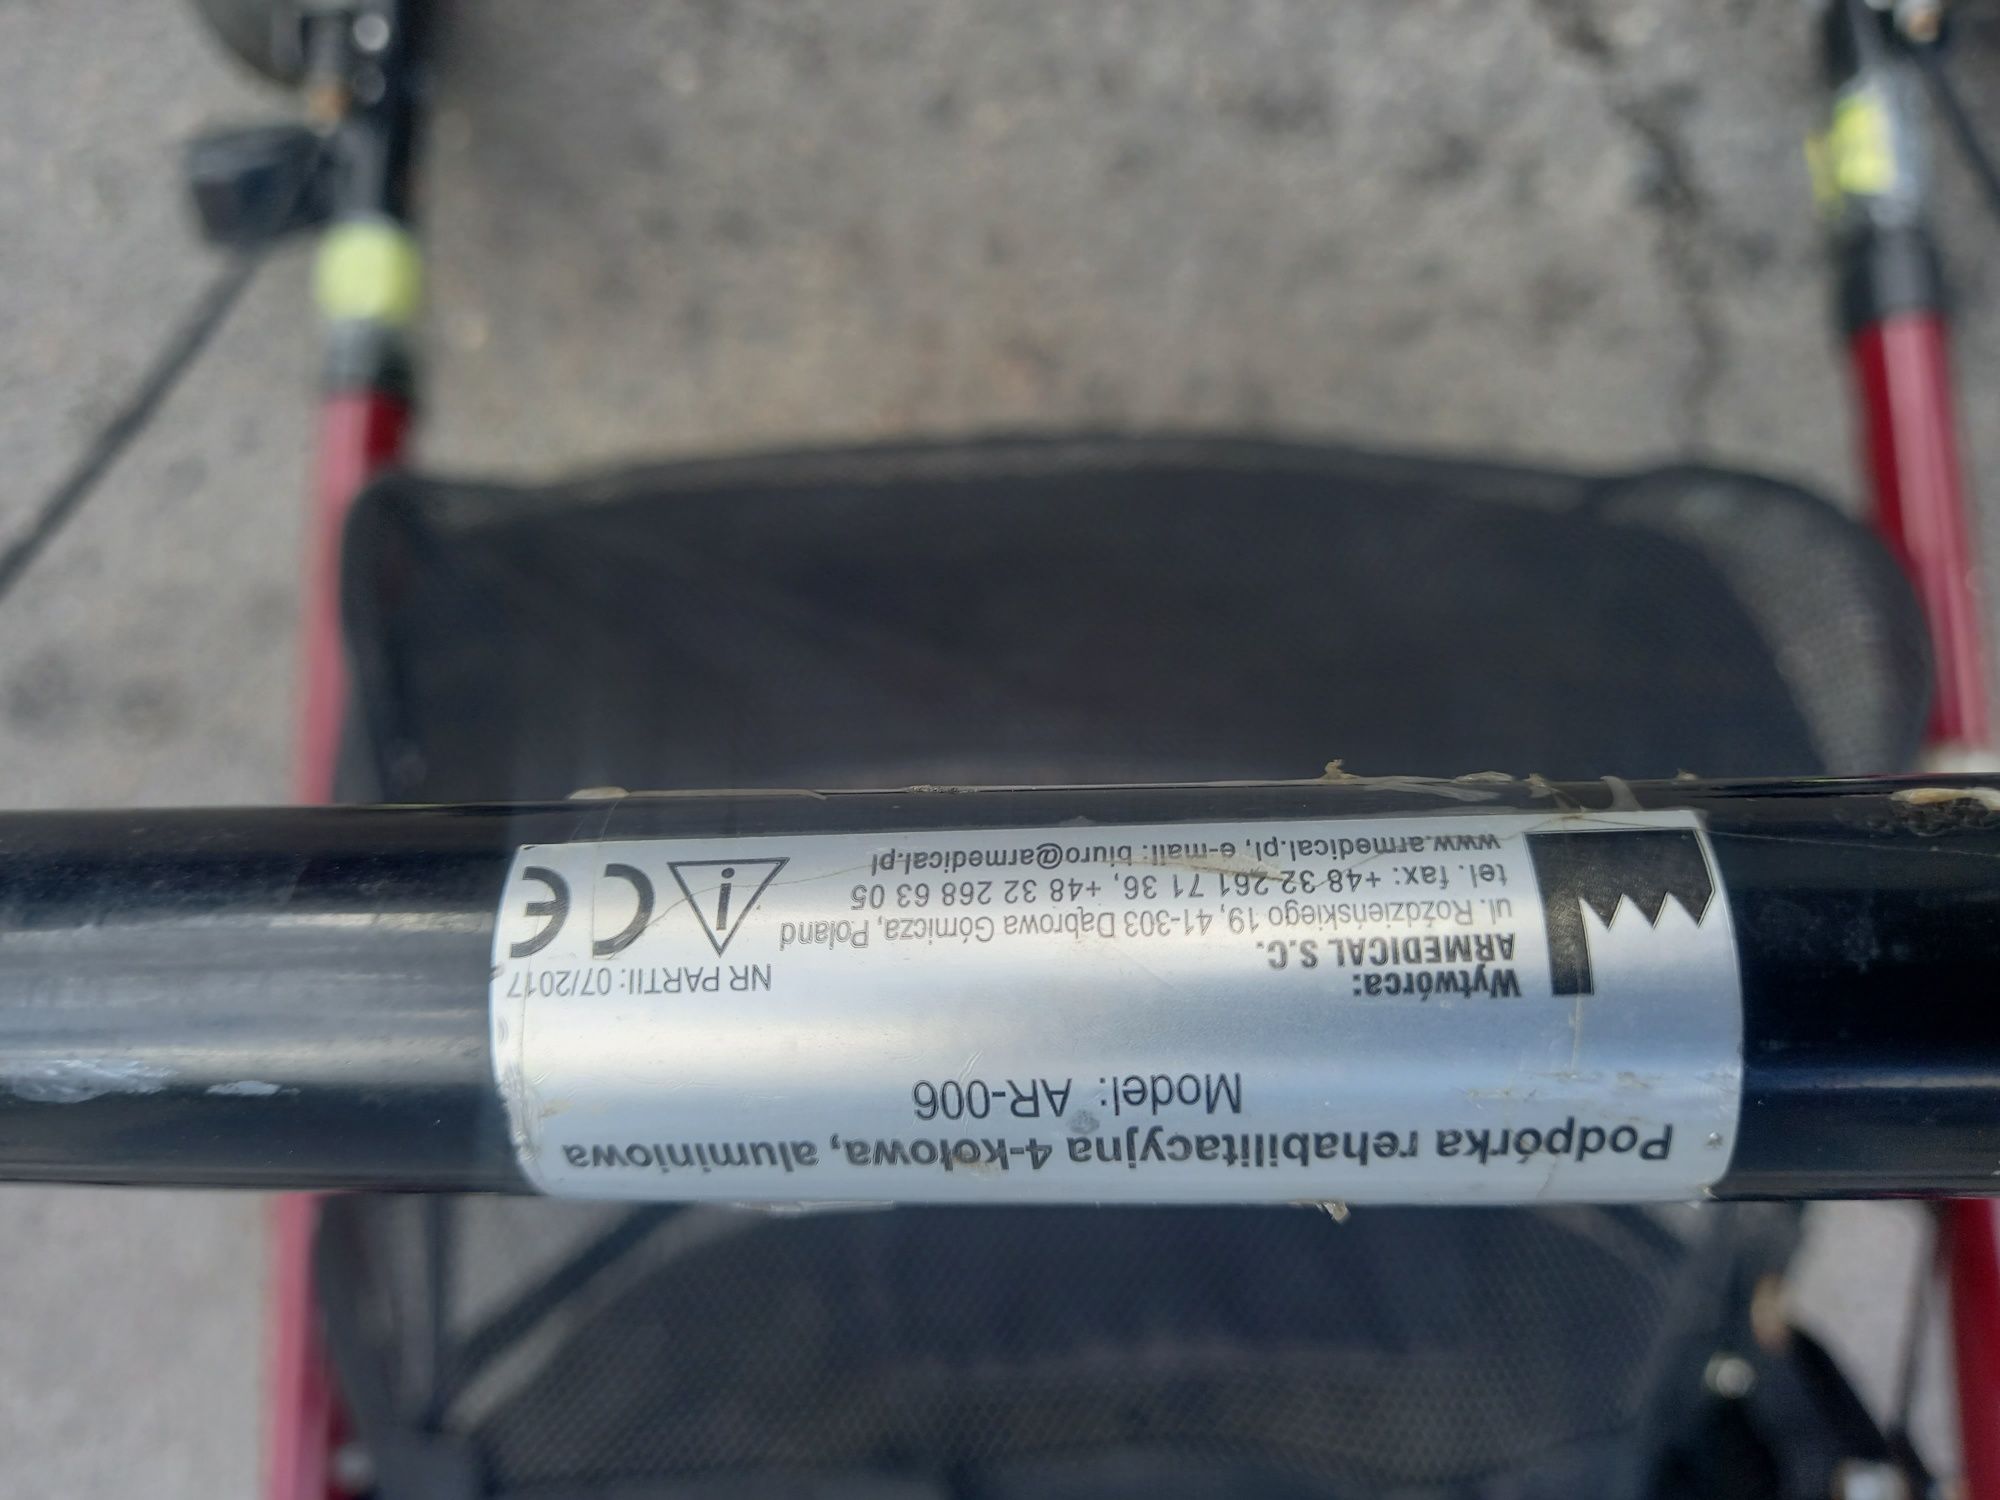 Podpórka rehabilitacyjna 4-kołowa, aluminiowa
Model: AR-006
Wytwórca:
ARMEDICAL S.C.
ul. Roździeńskiego 19, 41-303 Dąbrowa Górnicza, Poland
tel. fax: +48 32 261 71 36, +48 32 268 63 05
www.armedical.pl, e-mail: biuro@armedical.pl
NR PARTII: 07/2017
i
CE